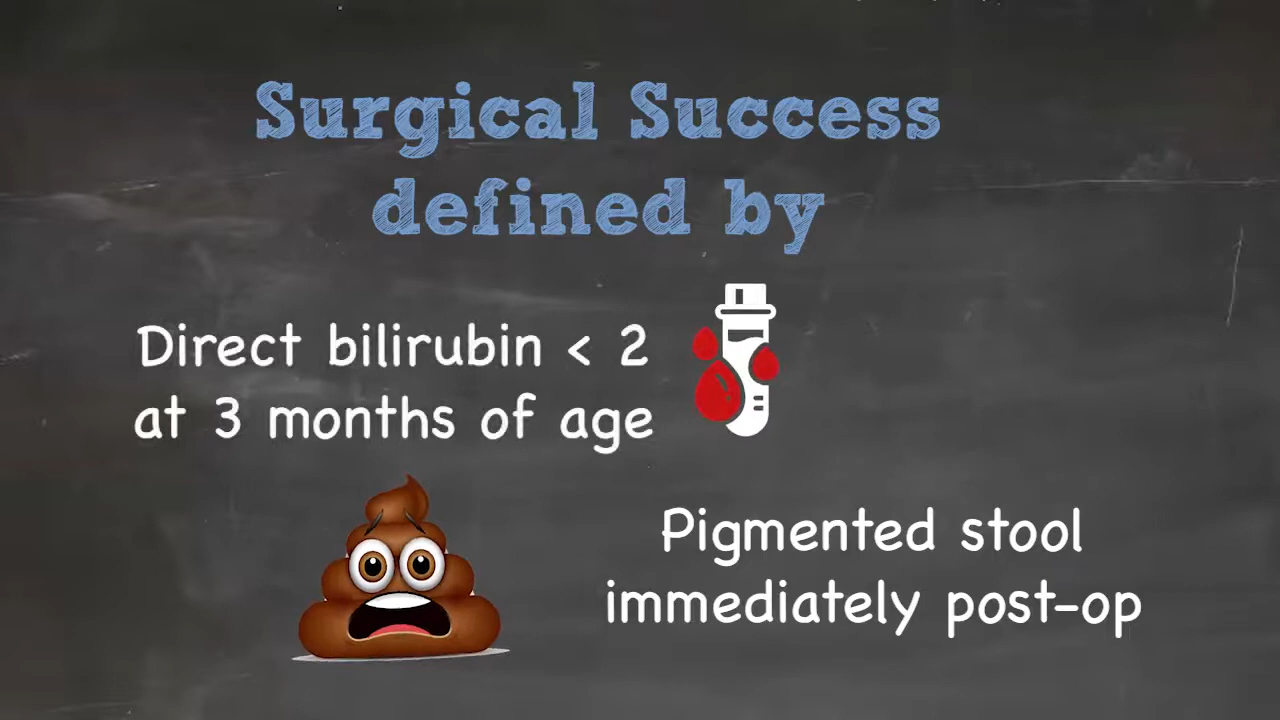 Surgical Success
defined by
Direct bilirubin < 2
at 3 months of age
Pigmented stool
immediately post-op